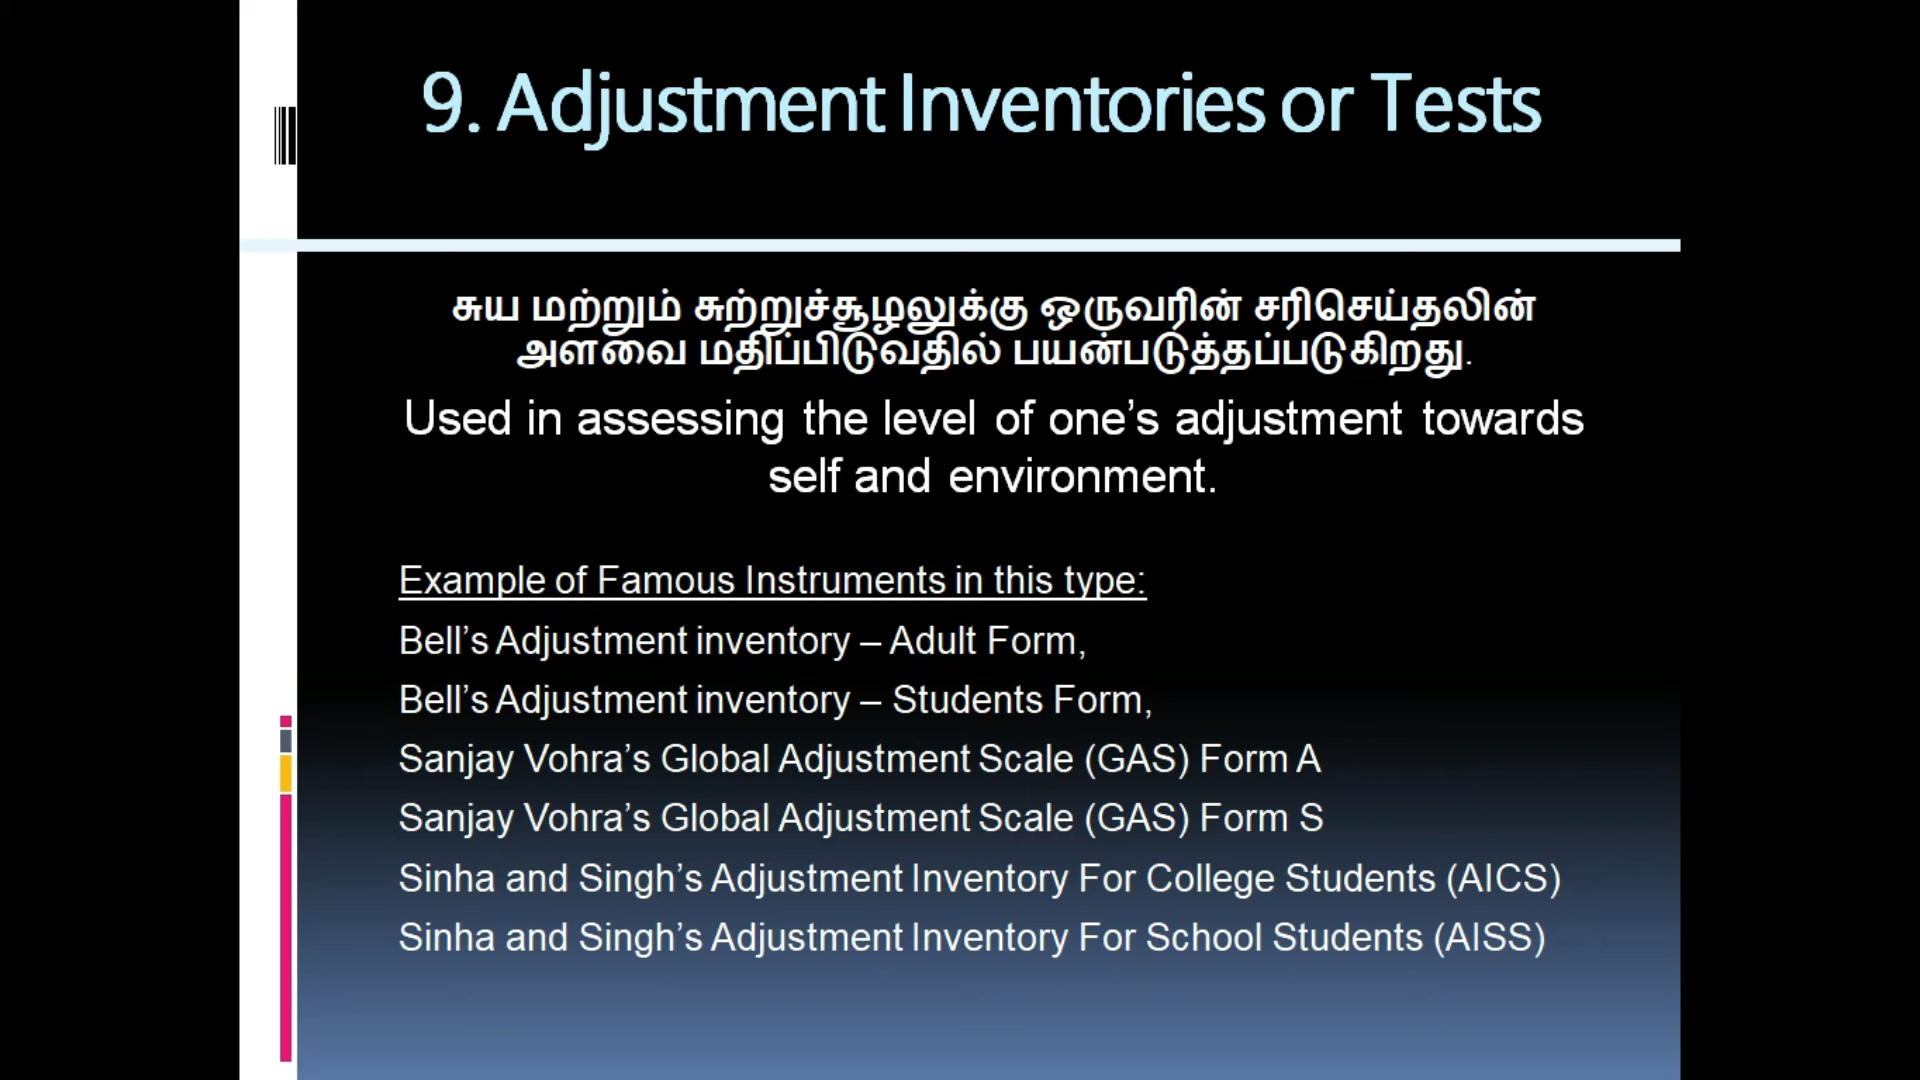 9. Adjustment Inventories or Tests
சுய மற்றும் சுற்றுச்சூழலுக்கு ஒருவரின் சரிசெய்தலின்
அளவை மதிப்பிடுவதில் பயன்படுத்தப்படுகிறது.
Used in assessing the level of one’s adjustment towards
self and environment.
Example of Famous Instruments in this type:
Bell’s Adjustment inventory – Adult Form,
Bell’s Adjustment inventory – Students Form,
Sanjay Vohra’s Global Adjustment Scale (GAS) Form A
Sanjay Vohra’s Global Adjustment Scale (GAS) Form S
Sinha and Singh’s Adjustment Inventory For College Students (AICS)
Sinha and Singh’s Adjustment Inventory For School Students (AISS)